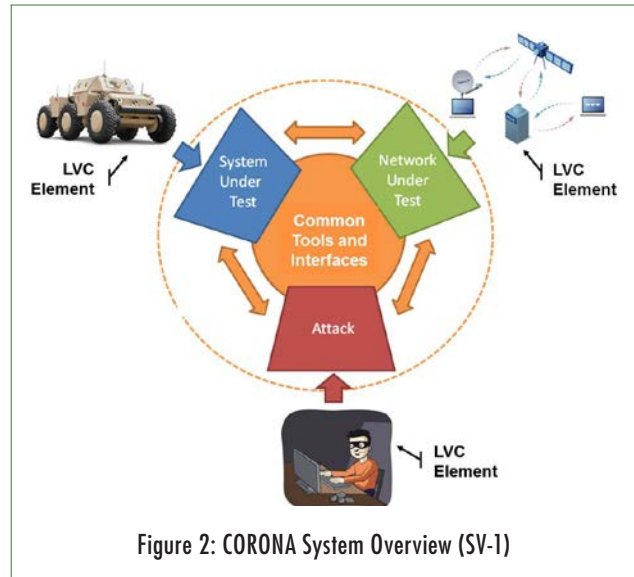 LVC
Element
System
Under
Test
Network
Under
Test
LVC
Element
Common
Tools and
Interfaces
Attack
LVC
Element
Figure 2: CORONA System Overview (SV-1)